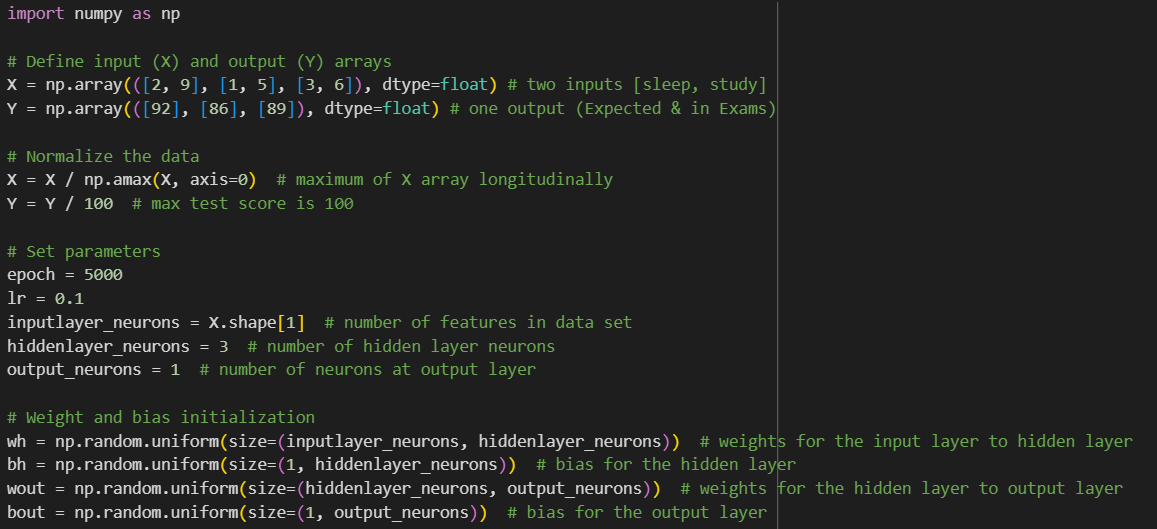 import numpy as np
# Define input (X) and output (Y) arrays
X = np.array(([2, 9], [1, 5], [3, 6]), dtype=float) # two inputs [sleep, study]
Y = np.array(([92], [86], [89]), dtype=float) # one output (Expected & in Exams)
# Normalize the data
X = X / np.amax(X, axis=0)  # maximum of X array longitudinally
Y = Y / 100  # max test score is 100
# Set parameters
epoch = 5000
lr = 0.1
inputlayer_neurons = X.shape[1]  # number of features in data set
hiddenlayer_neurons = 3  # number of hidden layer neurons
output_neurons = 1  # number of neurons at output layer
# Weight and bias initialization
wh = np.random.uniform(size=(inputlayer_neurons, hiddenlayer_neurons))  # weights for the input layer to hidden layer
bh = np.random.uniform(size=(1, hiddenlayer_neurons))  # bias for the hidden layer
wout = np.random.uniform(size=(hiddenlayer_neurons, output_neurons))  # weights for the hidden layer to output layer
bout = np.random.uniform(size=(1, output_neurons))  # bias for the output layer